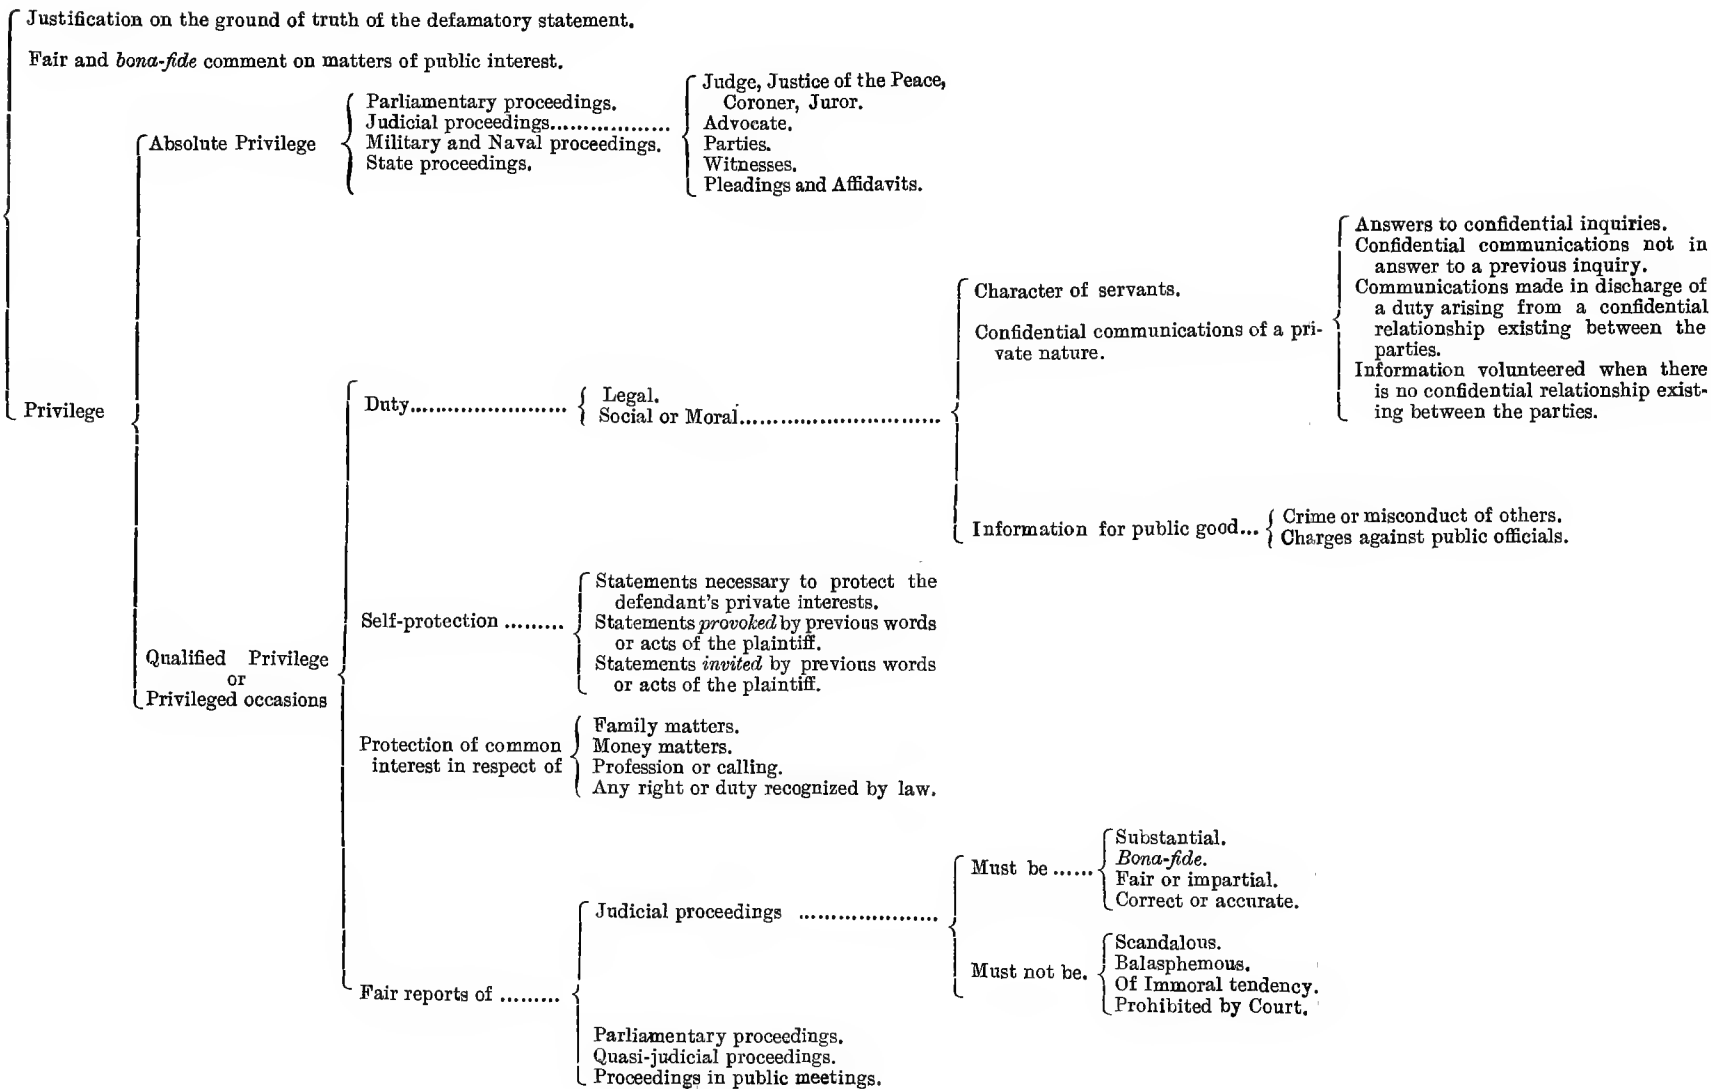 Justification on the ground of truth of the defamatory statement.
Fair and bona-fide comment on matters of public interest.
Privilege
Absolute Privilege
Parliamentary proceedings.
Judicial proceedings..................
Military and Naval proceedings.
State proceedings.
Judge, Justice of the Peace,
Coroner, Juror.
Advocate.
Parties.
Witnesses.
Pleadings and Affidavits.
Qualified Privilege
or
Privileged occasions
Duty.......................
Legal.
Social or Moral.............................
Character of servants.
Confidential communications of a pri-
vate nature.
Answers to confidential inquiries.
Confidential communications not in
answer to a previous inquiry.
Communications made in discharge of
a duty arising from a confidential
relationship existing between the
parties.
Information volunteered when there
is no confidential relationship exist-
ing between the parties.
Information for public good...
Crime or misconduct of others.
Charges against public officials.
Self-protection .........
Statements necessary to protect the
defendant's private interests.
Statements provoked by previous words
or acts of the plaintiff.
Statements invited by previous words
or acts of the plaintiff.
Protection of common
interest in respect of
Family matters.
Money matters.
Profession or calling.
Any right or duty recognized by law.
Fair reports of .........
Judicial proceedings .....................
Must be ......
Substantial.
Bona-fide.
Fair or impartial.
Correct or accurate.
Must not be.
Scandalous.
Balasphemous.
Of Immoral tendency.
Prohibited by Court.
Parliamentary proceedings.
Quasi-judicial proceedings.
Proceedings in public meetings.